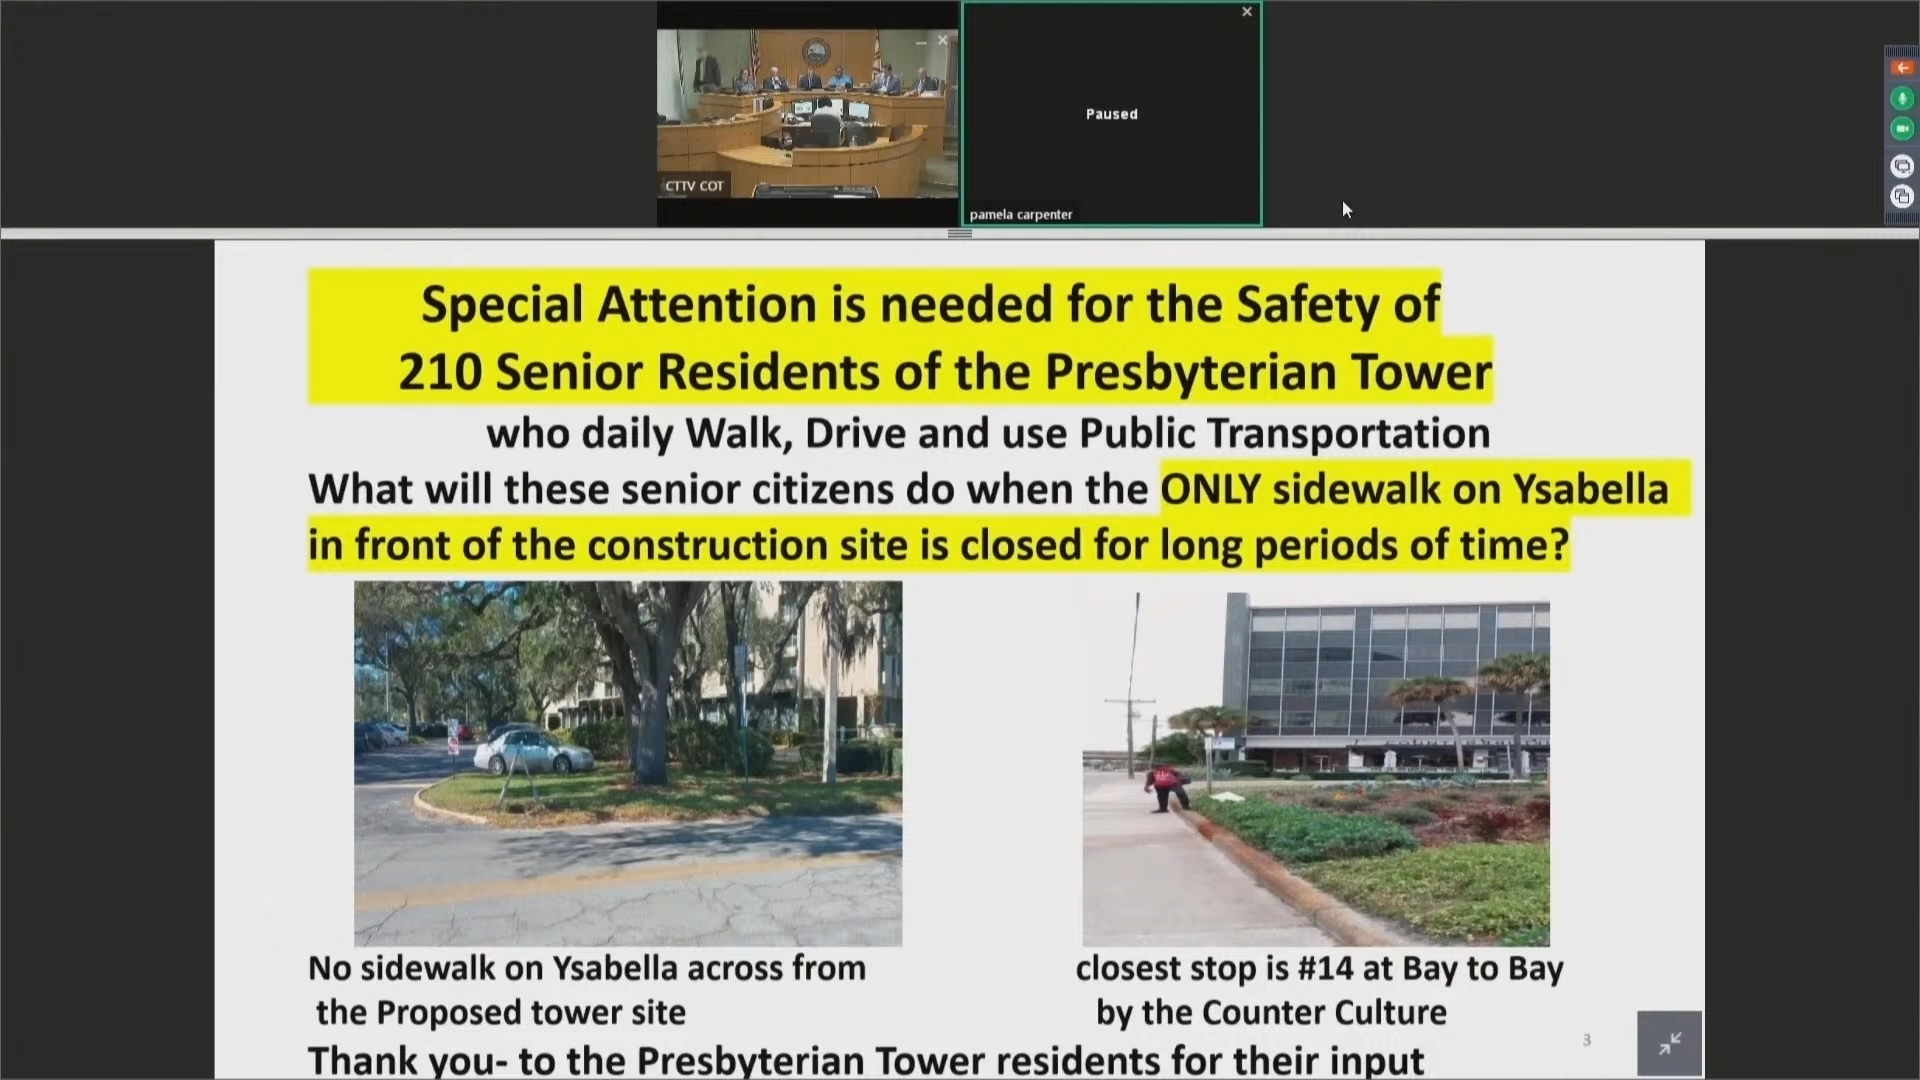 CTTV COT
Paused
pamela carpenter
Special Attention is needed for the Safety of
210 Senior Residents of the Presbyterian Tower
who daily Walk, Drive and use Public Transportation
What will these senior citizens do when the ONLY sidewalk on Ysabella
in front of the construction site is closed for long periods of time?
No sidewalk on Ysabella across from
the Proposed tower site
closest stop is #14 at Bay to Bay
by the Counter Culture
Thank you- to the Presbyterian Tower residents for their input
3